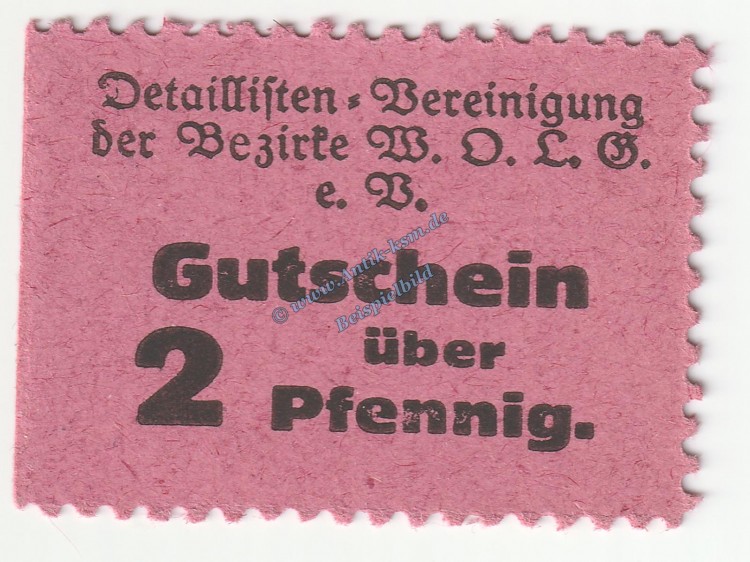 Detaillisten-Vereinigung
der Bezirke W. O. L. G.
e. V.
Gutschein
© www.Antik-ksm.de
Beispielbild
2 über
Pfennig.